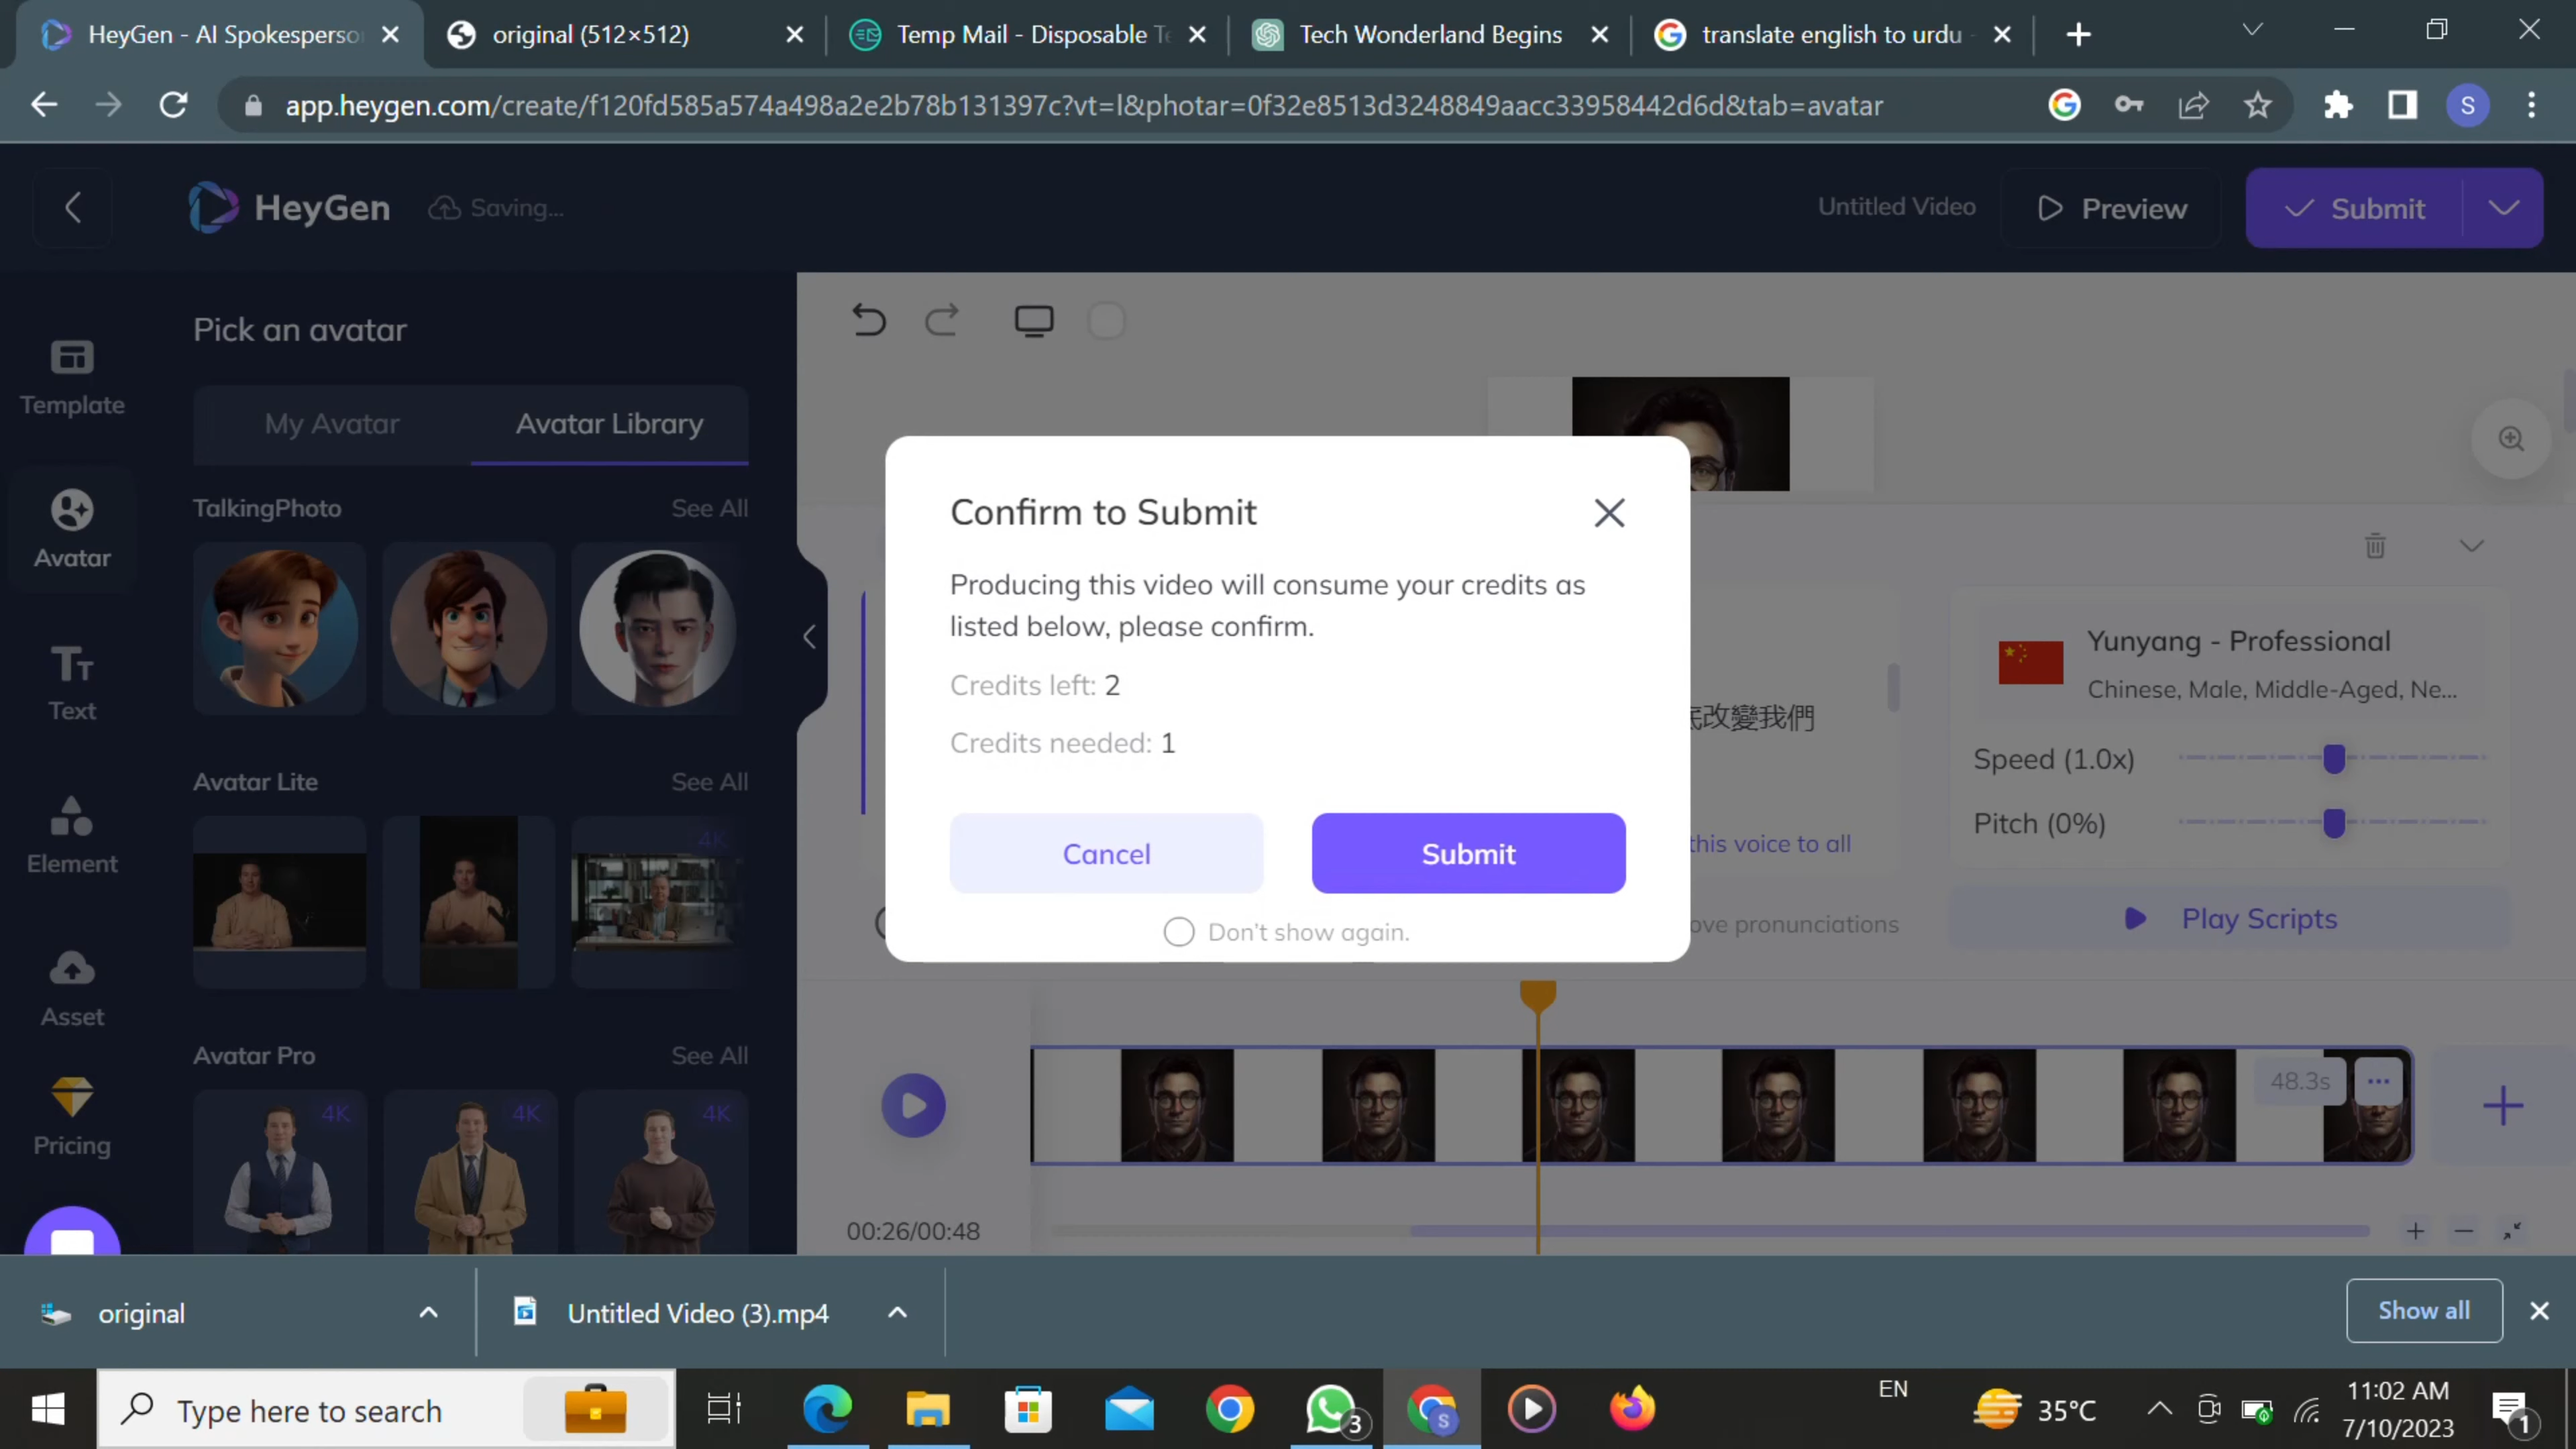 HeyGen - AI Spokesperso
original (512×512)
Temp Mail - Disposable Te
Tech Wonderland Begins
translate english to urdu -
app.heygen.com/create/f120fd585a574a498a2e2b78b131397c?vt=l&photar=0f32e8513d3248849aacc33958442d6d&tab=avatar
S
HeyGen
Saving...
Untitled Video
Preview
Submit
Template
Avatar
Text
Element
Asset
Pricing
Pick an avatar
My Avatar
Avatar Library
TalkingPhoto
See All
Avatar Lite
See All
4K
Avatar Pro
See All
4K
4K
4K
Confirm to Submit
Producing this video will consume your credits as
listed below, please confirm.
Credits left: 2
Credits needed: 1
Cancel
Submit
Don't show again.
改變我們
this voice to all
ove pronunciations
Yunyang - Professional
Chinese, Male, Middle-Aged, Ne...
Speed (1.0x)
Pitch (0%)
Play Scripts
48.3s
00:26/00:48
original
Untitled Video (3).mp4
Show all
Type here to search
3
S
EN
35°C
11:02 AM
7/10/2023
1